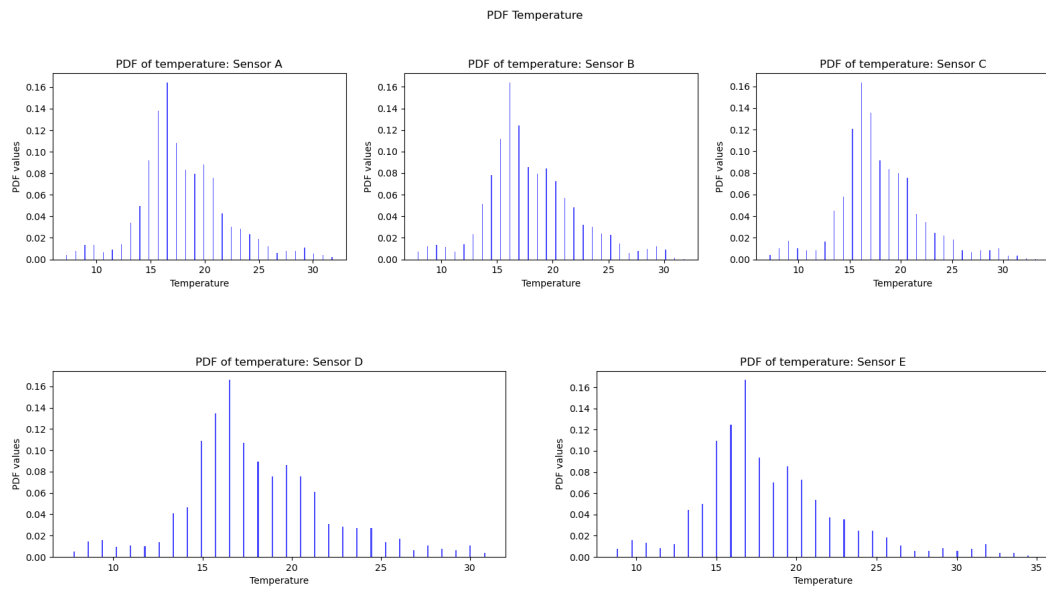 PDF Temperature
PDF of temperature: Sensor A
PDF values
0.16
0.14
0.12
0.10
0.08
0.06
0.04
0.02
0.00
10 15 20 25 30
Temperature
PDF of temperature: Sensor B
PDF values
0.16
0.14
0.12
0.10
0.08
0.06
0.04
0.02
0.00
10 15 20 25 30
Temperature
PDF of temperature: Sensor C
PDF values
0.16
0.14
0.12
0.10
0.08
0.06
0.04
0.02
0.00
10 15 20 25 30
Temperature
PDF of temperature: Sensor D
PDF values
0.16
0.14
0.12
0.10
0.08
0.06
0.04
0.02
0.00
10 15 20 25 30
Temperature
PDF of temperature: Sensor E
PDF values
0.16
0.14
0.12
0.10
0.08
0.06
0.04
0.02
0.00
10 15 20 25 30 35
Temperature